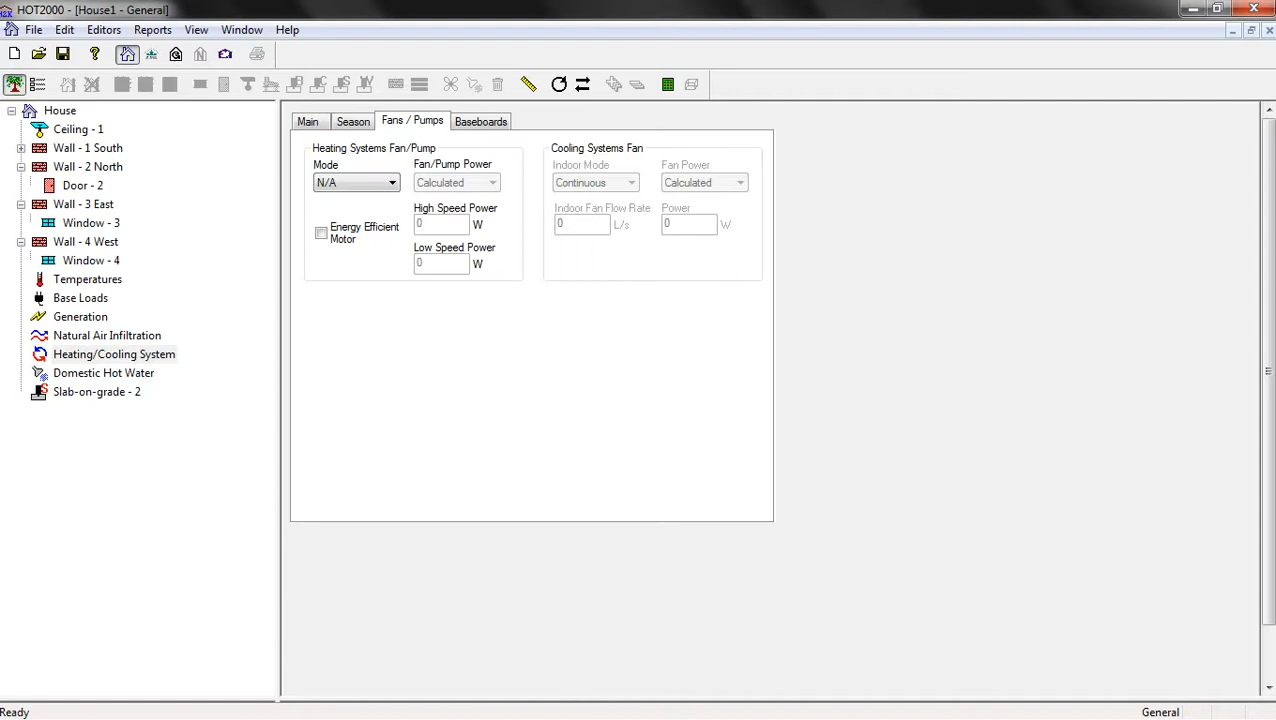 HOT2000 - [House1 - General]
File Edit Editors Reports View Window Help
House
Ceiling - 1
Wall - 1 South
Wall - 2 North
Door - 2
Wall - 3 East
Window - 3
Wall - 4 West
Window - 4
Temperatures
Base Loads
Generation
Natural Air Infiltration
Heating/Cooling System
Domestic Hot Water
Slab-on-grade - 2
Main Season Fans / Pumps Baseboards
Heating Systems Fan/Pump
Mode Fan/Pump Power
N/A Calculated
High Speed Power
Energy Efficient
Motor
0 W
Low Speed Power
0 W
Cooling Systems Fan
Indoor Mode Fan Power
Continuous Calculated
Indoor Fan Flow Rate Power
0 L/s 0 W
Ready General